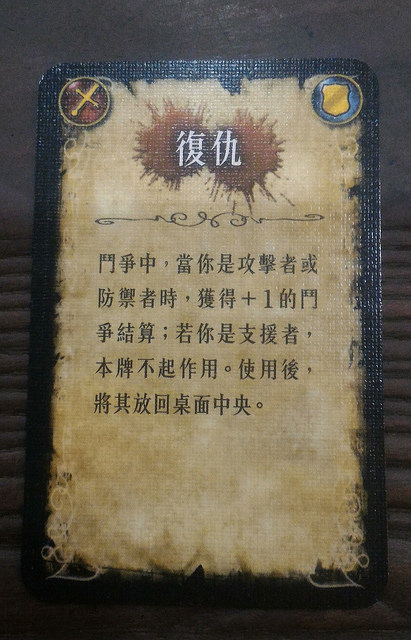 復仇
鬥爭中，當你是攻擊者或
防禦者時，獲得＋1的鬥
爭結算；若你是支援者，
本牌不起作用。使用後，
將其放回桌面中央。